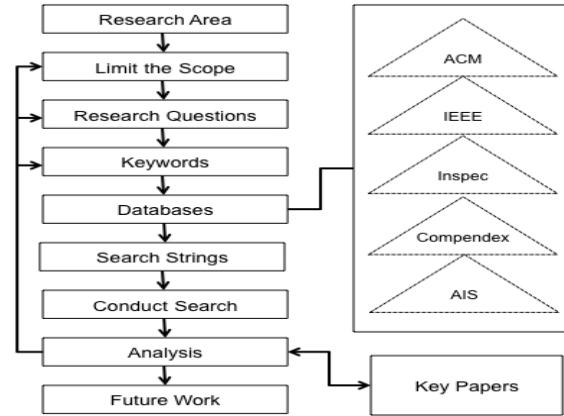 Research Area
Limit the Scope
Research Questions
Keywords
Databases
Search Strings
Conduct Search
Analysis
Future Work
ACM
IEEE
Inspec
Compendex
AIS
Key Papers